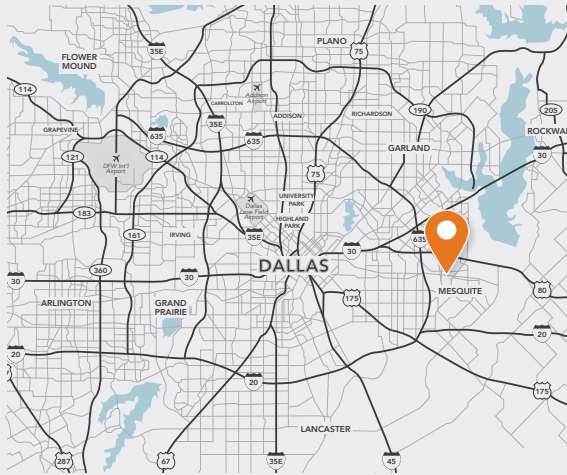 PLANO
35E
75
FLOWER
MOUND
114
Addison
Airport
CARROLLTON
190
205
ADDISON
RICHARDSON
35E
GRAPEVINE
635
635
ROCKWA
GARLAND
30
121
114
DFW Int'l
Airport
75
UNIVERSITY
PARK
Dallas
Love Field
Airport
183
HIGHLAND
PARK
161
IRVING
35E
635
30
DALLAS
360
30
30
MESQUITE
80
175
ARLINGTON
GRAND
PRAIRIE
20
20
20
175
LANCASTER
287
67
35E
45